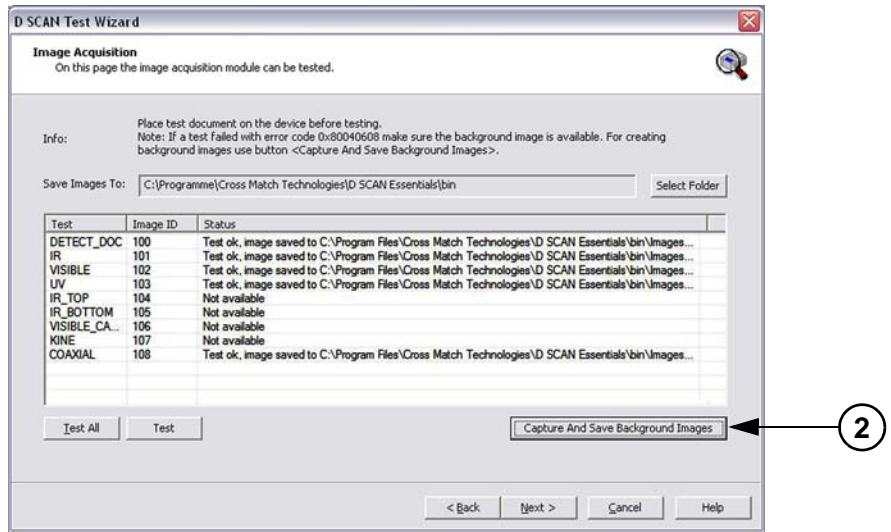 D SCAN Test Wizard
Image Acquisition
On this page the image acquisition module can be tested.
Info:
Place test document on the device before testing.
Note: If a test failed with error code 0x80040608 make sure the background image is available. For creating
background images use button <Capture And Save Background Images>.
Save Images To: C:\Programme\Cross Match Technologies\D SCAN Essentials\bin Select Folder
Test Image ID Status
DETECT_DOC 100 Test ok, image saved to C:\Program Files\Cross Match Technologies\D SCAN Essentials\bin\Images...
IR 101 Test ok, image saved to C:\Program Files\Cross Match Technologies\D SCAN Essentials\bin\Images...
VISIBLE 102 Test ok, image saved to C:\Program Files\Cross Match Technologies\D SCAN Essentials\bin\Images...
UV 103 Test ok, image saved to C:\Program Files\Cross Match Technologies\D SCAN Essentials\bin\Images...
IR_TOP 104 Not available
IR_BOTTOM 105 Not available
VISIBLE_CA... 106 Not available
KINE 107 Not available
COAXIAL 108 Test ok, image saved to C:\Program Files\Cross Match Technologies\D SCAN Essentials\bin\Images...
Test All Test Capture And Save Background Images 2
< Back Next > Cancel Help